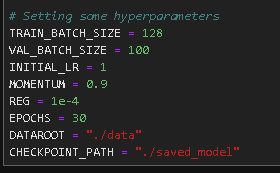 # Setting some hyperparameters
TRAIN_BATCH_SIZE = 128
VAL_BATCH_SIZE = 100
INITIAL_LR = 1
MOMENTUM = 0.9
REG = 1e-4
EPOCHS = 30
DATAROOT = "./data"
CHECKPOINT_PATH = "./saved_model"